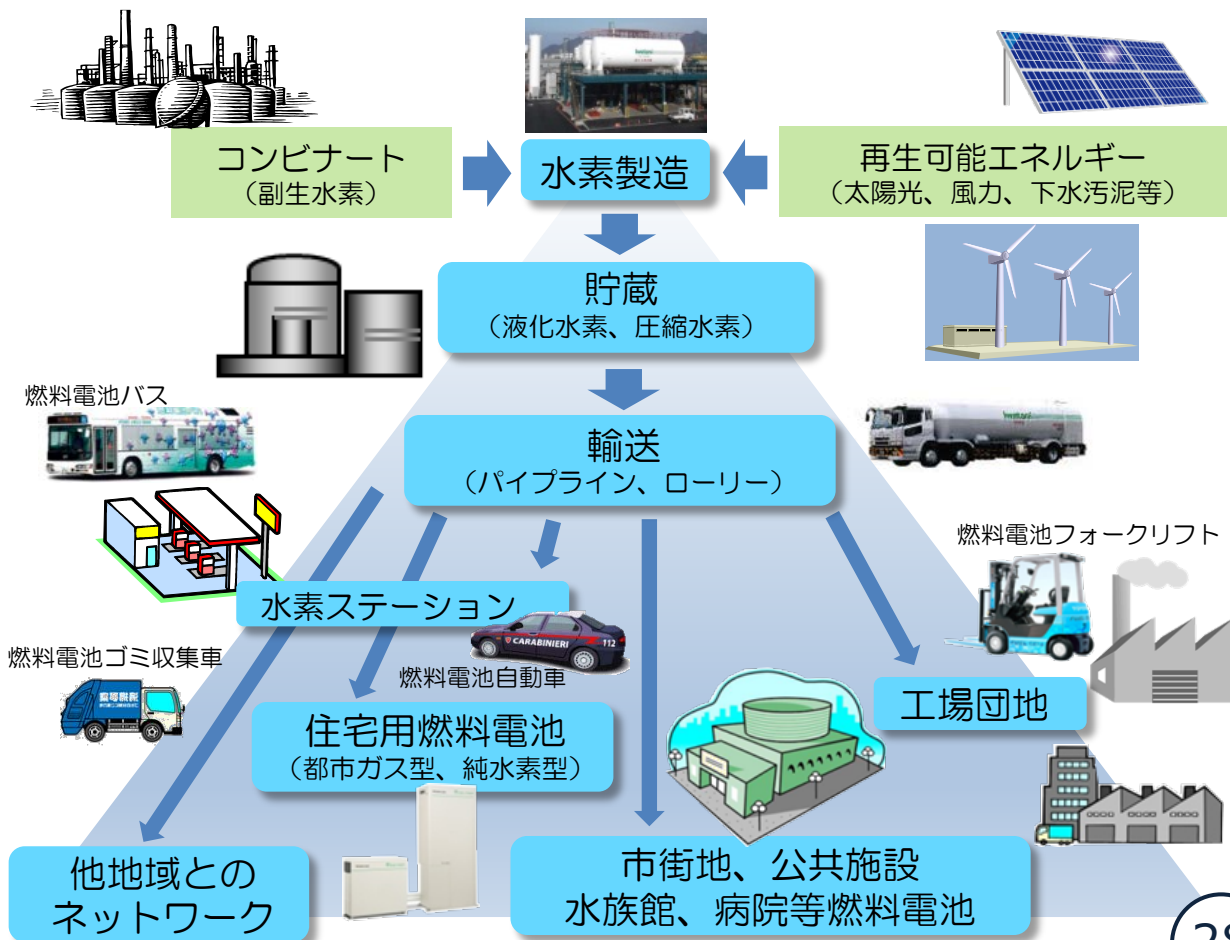 コンビナート
(副生水素)
水素製造
再生可能エネルギー
(太陽光、風力、下水汚泥等)
貯蔵
(液化水素、圧縮水素)
燃料電池バス
輸送
(パイプライン、ローリー)
燃料電池フォークリフト
水素ステーション
CARABINIERI 112
燃料電池ゴミ収集車
燃料電池自動車
工場団地
住宅用燃料電池
(都市ガス型、純水素型)
他地域との
ネットワーク
市街地、公共施設
水族館、病院等燃料電池
28